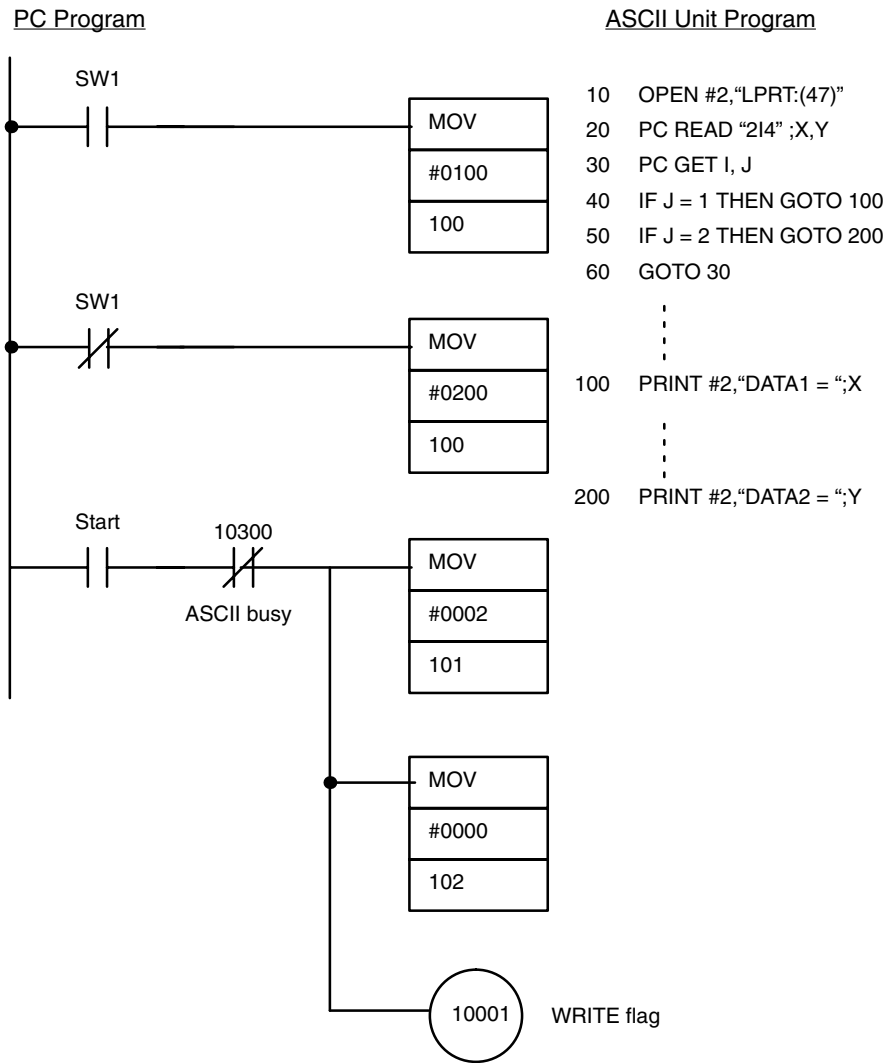 PC Program
ASCII Unit Program
SW1
MOV
#0100
100
10 OPEN #2,“LPRT:(47)”
20 PC READ “2I4” ;X,Y
30 PC GET I, J
40 IF J = 1 THEN GOTO 100
50 IF J = 2 THEN GOTO 200
60 GOTO 30
SW1
MOV
#0200
100
100 PRINT #2,“DATA1 = “;X
200 PRINT #2,“DATA2 = “;Y
Start
10300
ASCII busy
MOV
#0002
101
MOV
#0000
102
10001
WRITE flag